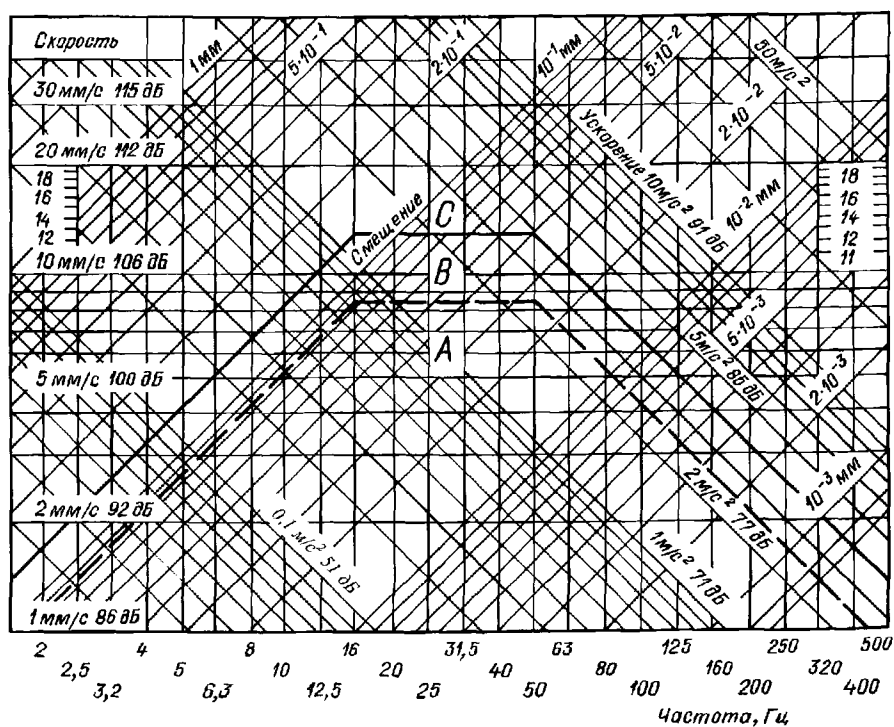 Скорость
1 мм
5·10⁻¹
2·10⁻¹
10⁻¹ мм
5·10⁻²
50 м/с²
30 мм/с 115 дБ
2·10⁻²
20 мм/с 112 дБ
Ускорение 10 м/с² 91 дБ
18
16
14
12
18
16
14
12
11
10⁻² мм
Смещение
C
10 мм/с 106 дБ
B
A
5·10⁻³
5 м/с² 86 дБ
2·10⁻³
5 мм/с 100 дБ
2 мм/с 92 дБ
0,1 м/с² 51 дБ
2 м/с² 77 дБ
10⁻³ мм
1 м/с² 71 дБ
1 мм/с 86 дБ
2 4 8 16 31,5 63 125 250 500
2,5 5 10 20 40 80 160 320
3,2 6,3 12,5 25 50 100 200 400
Частота, Гц